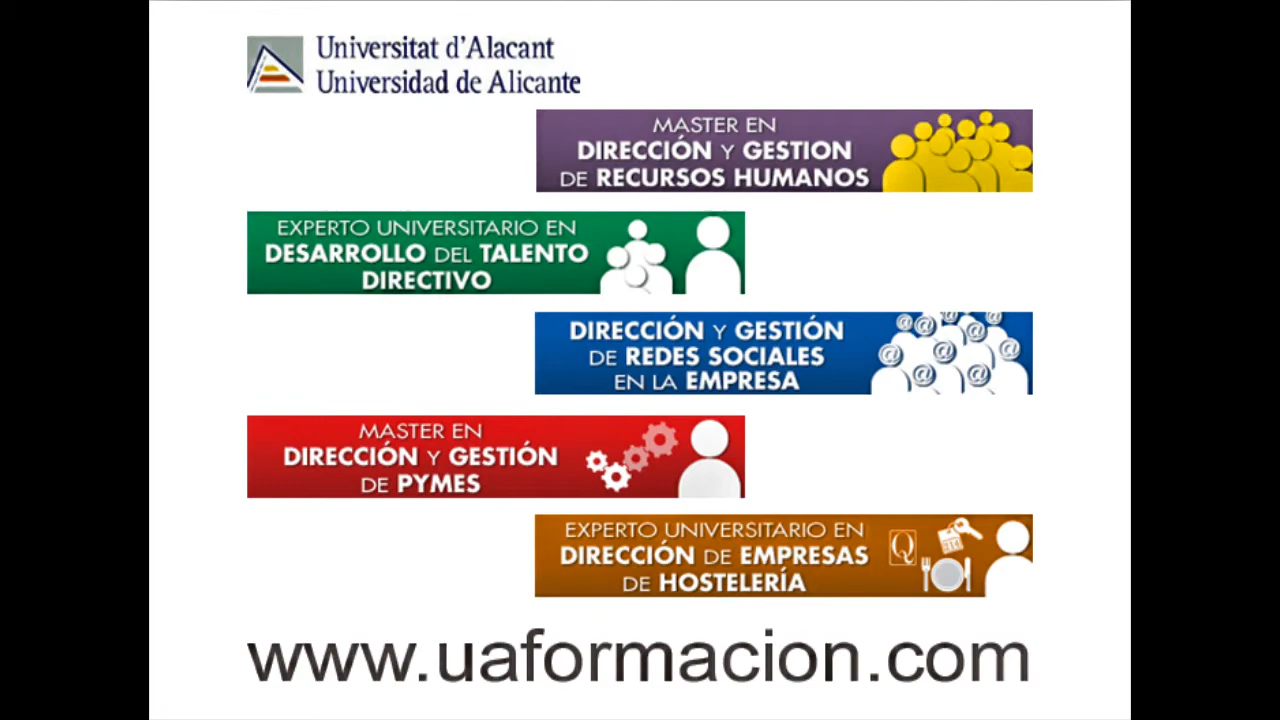 Universitat d'Alacant
Universidad de Alicante
MASTER EN
DIRECCIÓN Y GESTION
DE RECURSOS HUMANOS
EXPERTO UNIVERSITARIO EN
DESARROLLO DEL TALENTO
DIRECTIVO
DIRECCIÓN Y GESTIÓN
DE REDES SOCIALES
EN LA EMPRESA
@ @ @ @ @ @ @ @ @ @
MASTER EN
DIRECCIÓN Y GESTIÓN
DE PYMES
EXPERTO UNIVERSITARIO EN
DIRECCIÓN DE EMPRESAS
DE HOSTELERÍA
Q
www.uaformacion.com